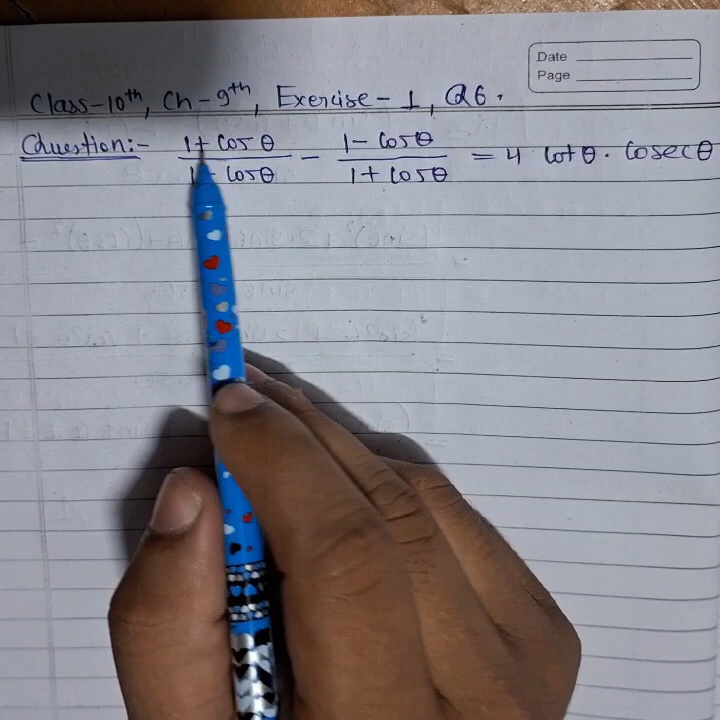 Date
Page
Class-10th, Ch-9th, Exercise-1, Q6.
Question:- 1+ Cosθ / 1- Cosθ - 1- Cosθ / 1+ Cosθ = 4 Cotθ. Cosecθ